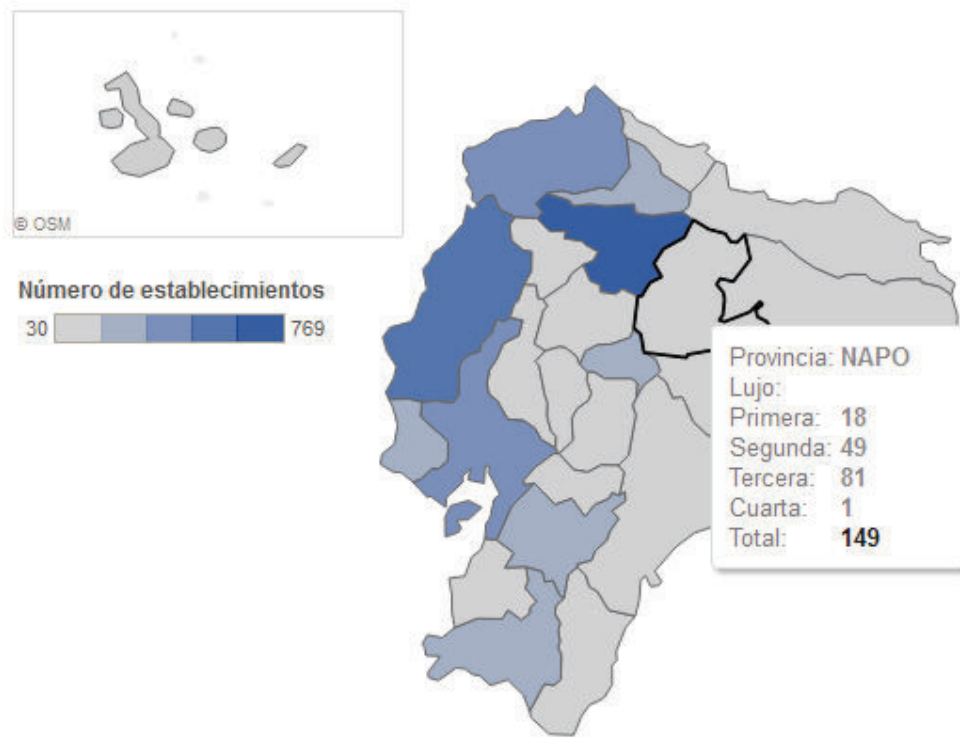 © OSM
Número de establecimientos
30 769
Provincia: NAPO
Lujo:
Primera: 18
Segunda: 49
Tercera: 81
Cuarta: 1
Total: 149